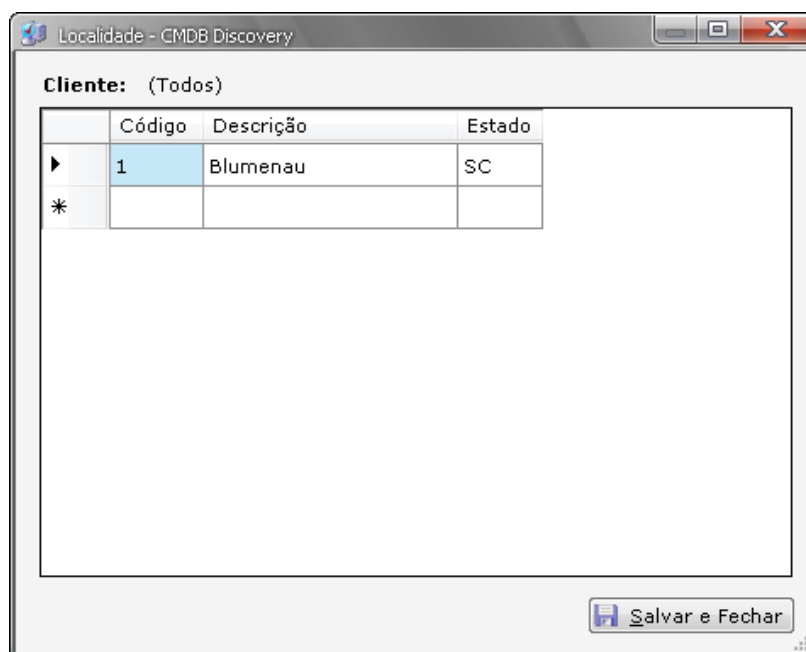 Localidade - CMDB Discovery
Cliente: (Todos)
Código Descrição Estado
1 Blumenau SC
Salvar e Fechar